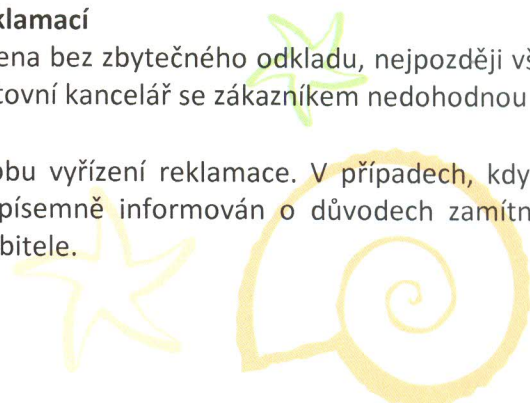 klamací
ena bez zbytečného odkladu, nejpozději vš
tovní kancelář se zákazníkem nedohodnou
obu vyřízení reklamace. V případech, kdy
písemně informován o důvodech zamítn
bitele.